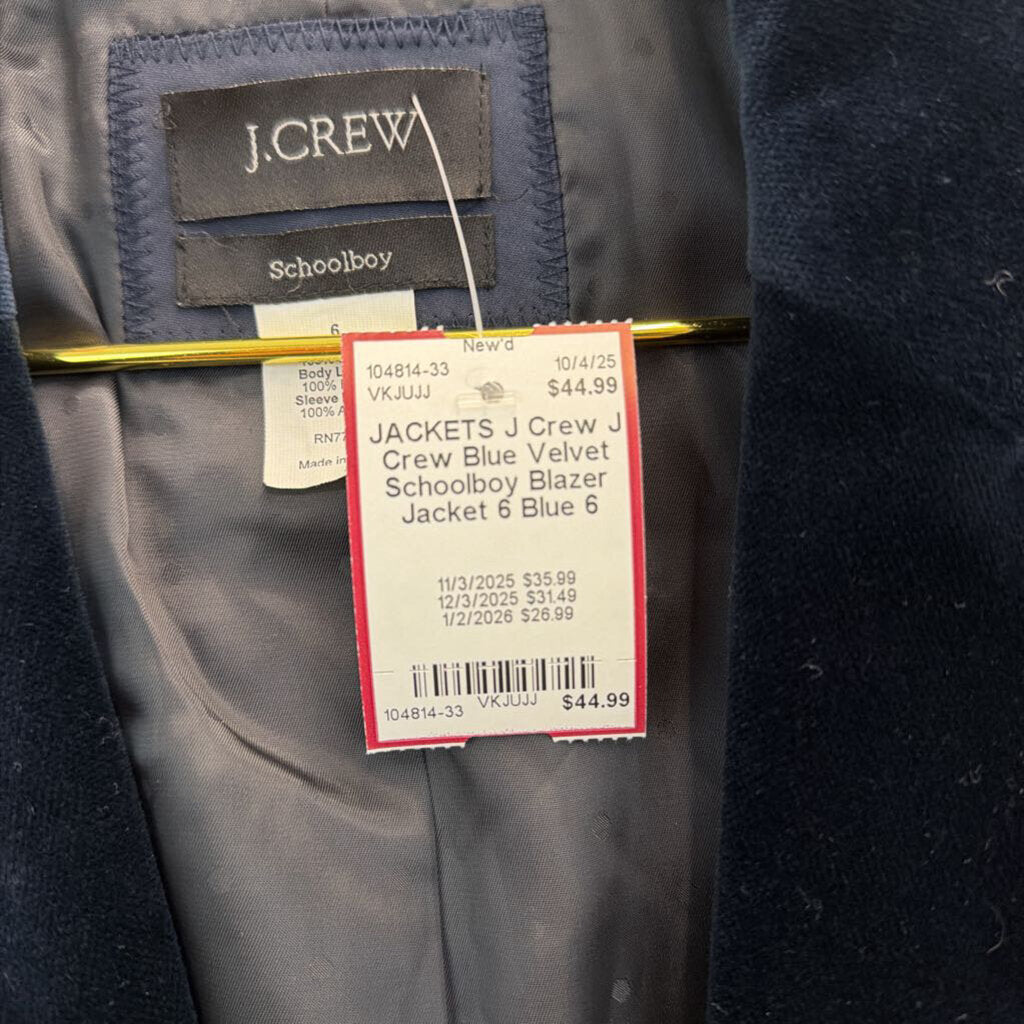 J.CREW
Schoolboy
6
Body
100%
Sleeve
100%
Made in
New'd
104814-33 10/4/25
VKJUJJ $44.99
JACKETS J Crew J
Crew Blue Velvet
Schoolboy Blazer
Jacket 6 Blue 6
11/3/2025 $35.99
12/3/2025 $31.49
1/2/2026 $26.99
104814-33 VKJUJJ $44.99